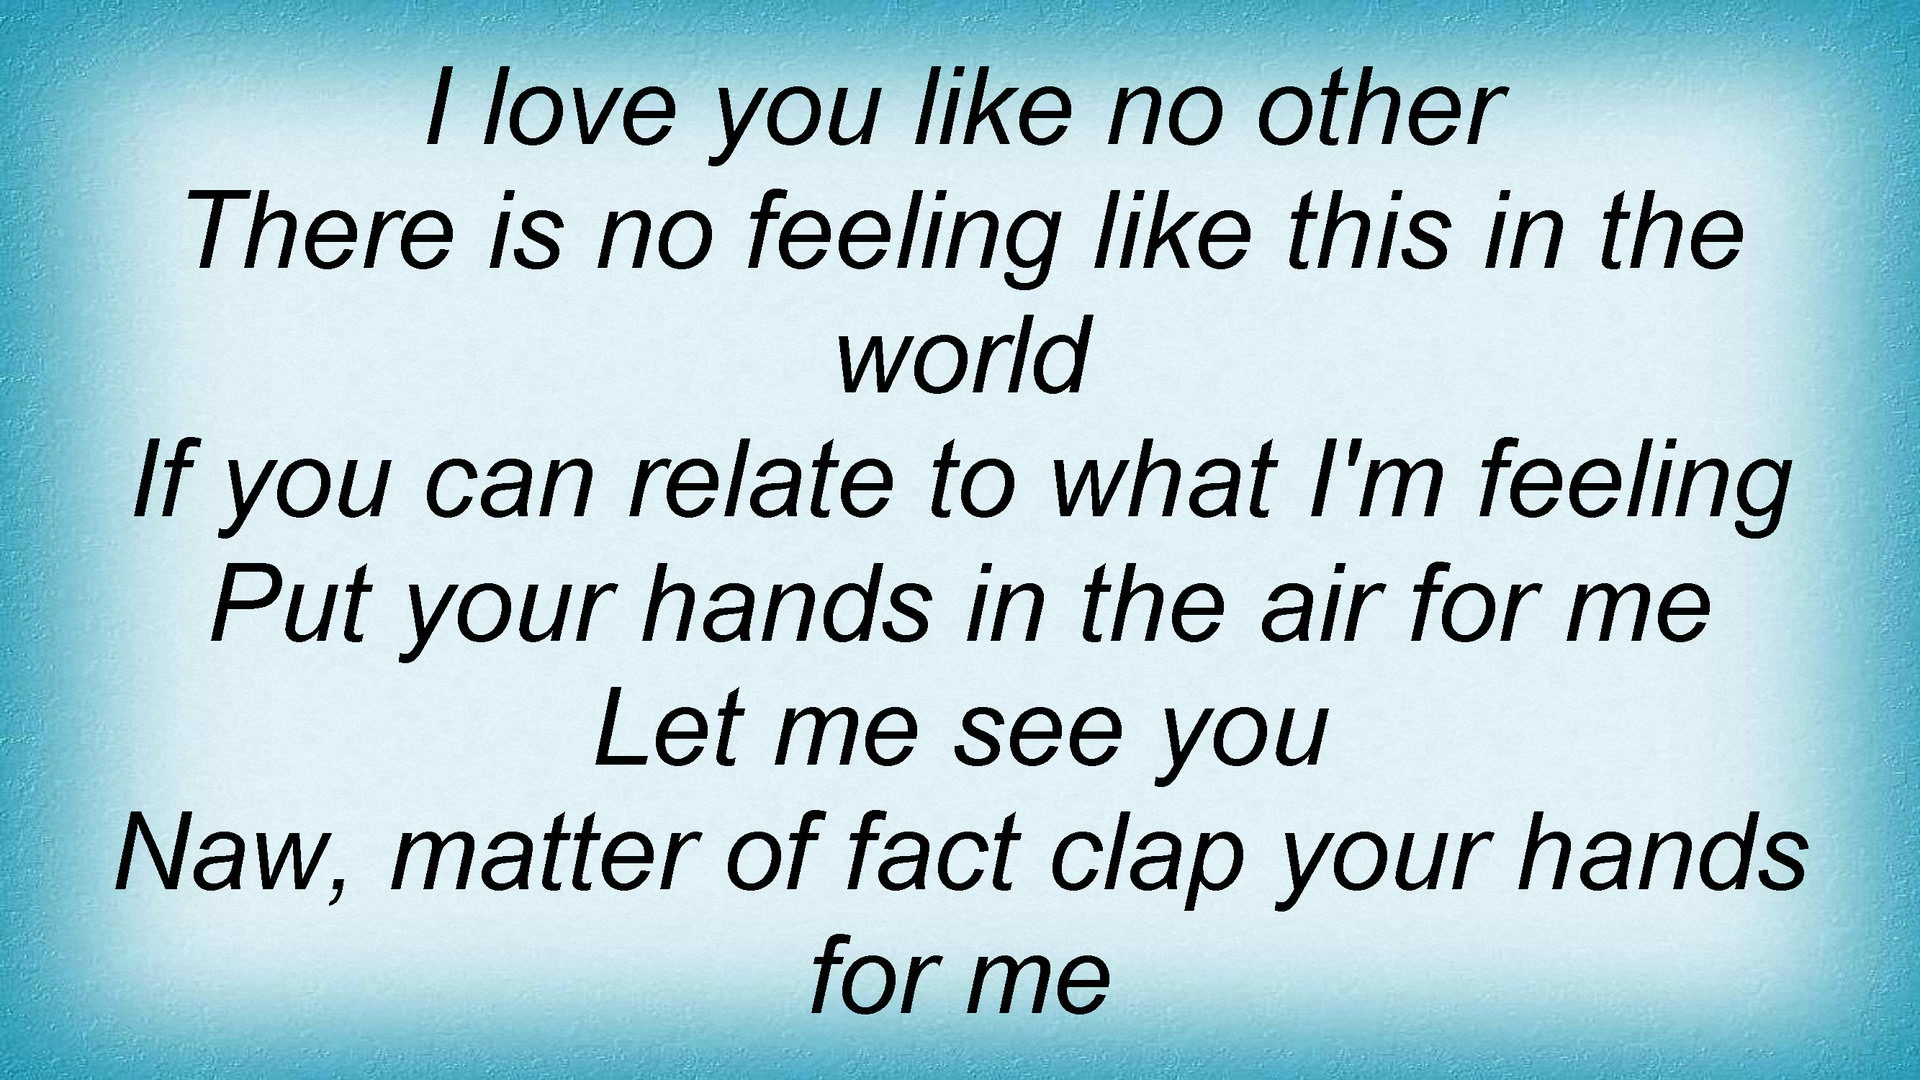 I love you like no other
There is no feeling like this in the
world
If you can relate to what I'm feeling
Put your hands in the air for me
Let me see you
Naw, matter of fact clap your hands
for me